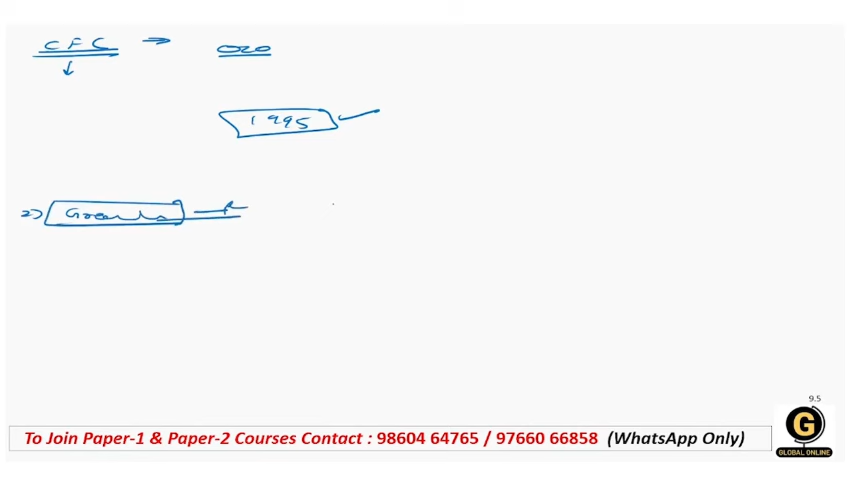 CFC → ozo
↓
1995
2)
9.5
To Join Paper-1 & Paper-2 Courses Contact : 98604 64765 / 97660 66858 (WhatsApp Only)
G
GLOBAL ONLINE